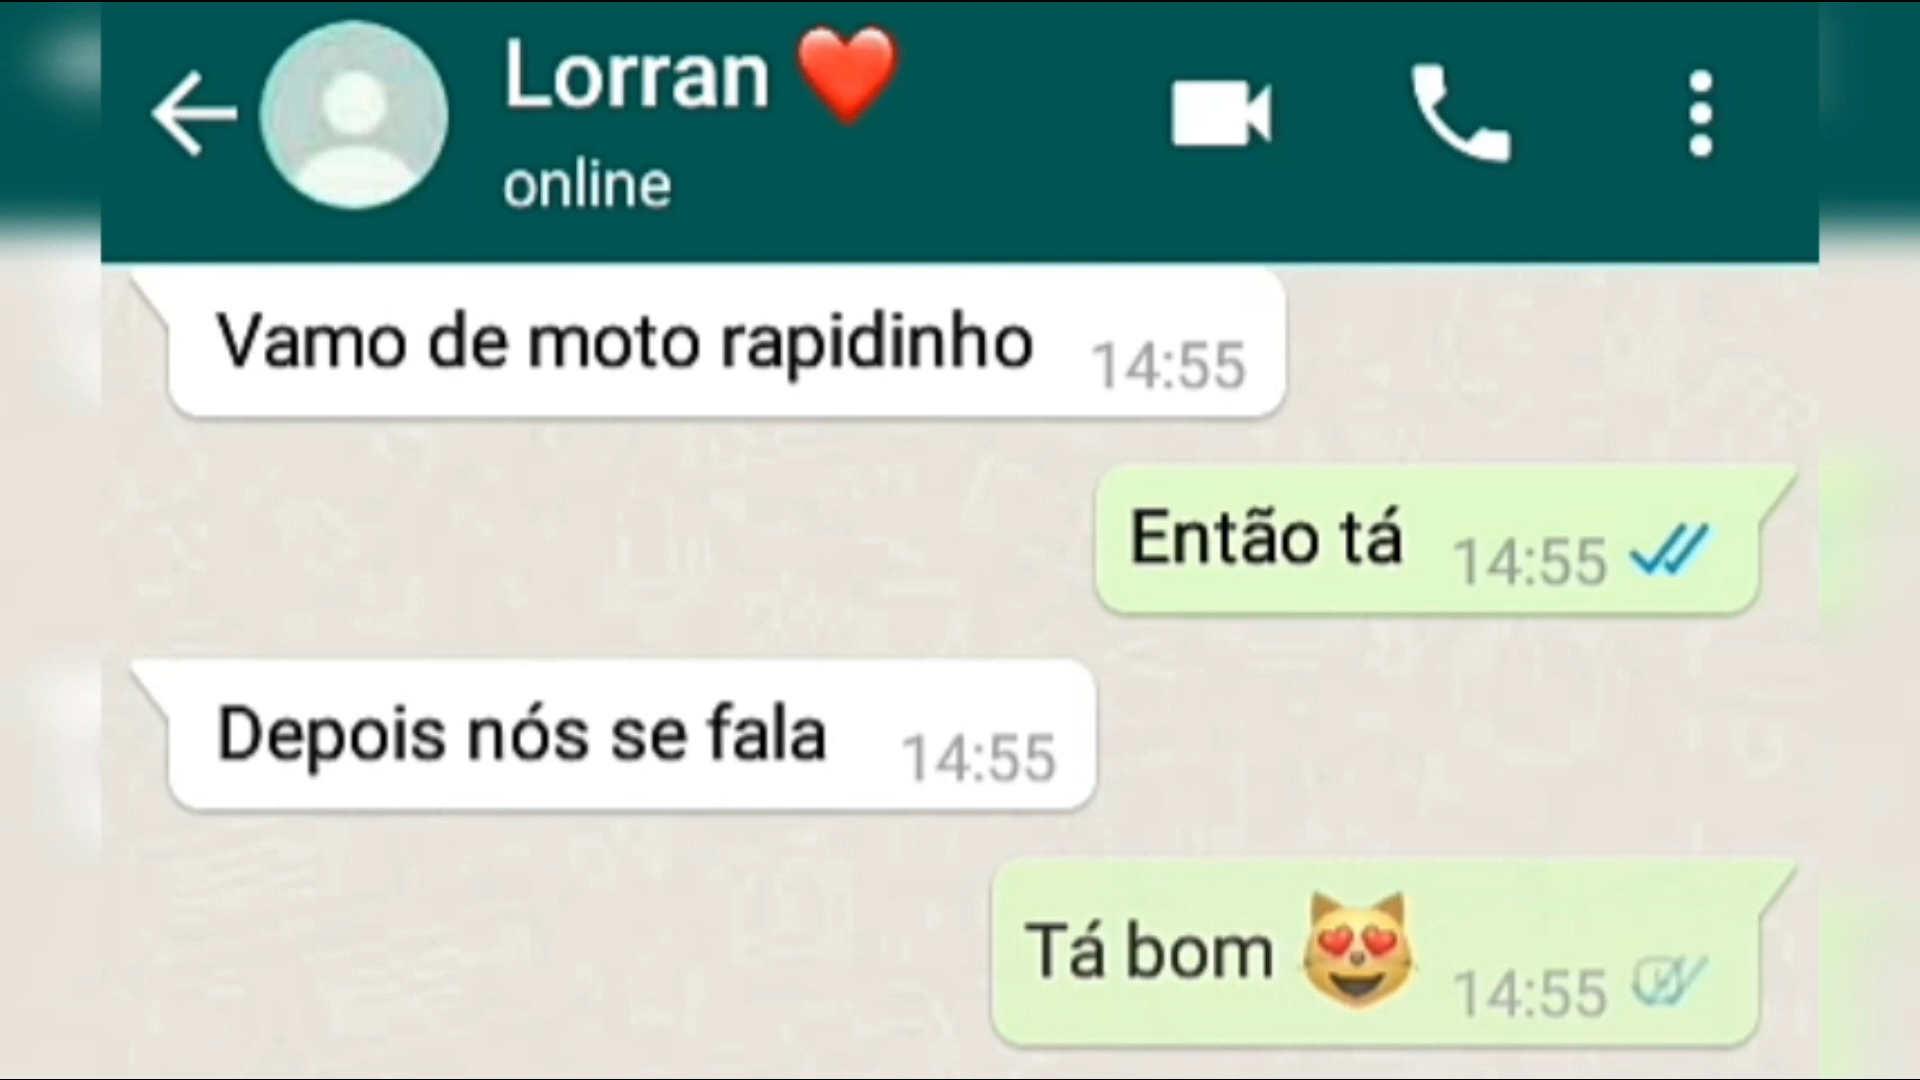 Lorran ❤️
online
Vamo de moto rapidinho 14:55
Então tá 14:55
Depois nós se fala 14:55
Tá bom 😻 14:55